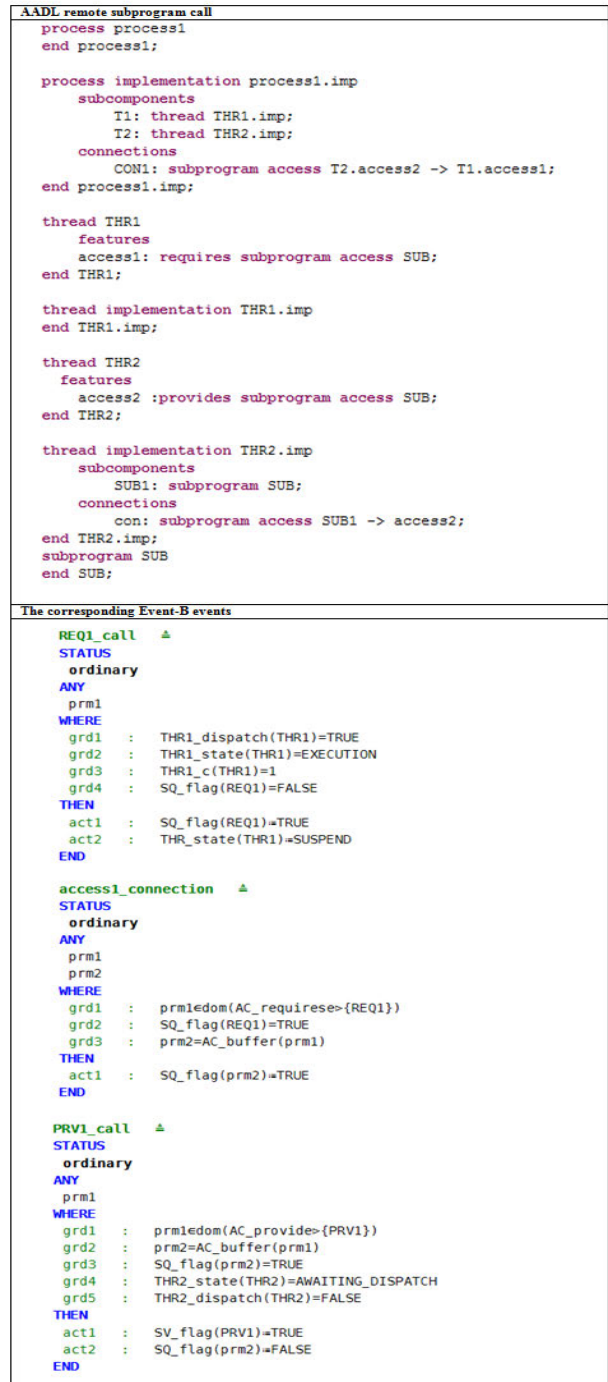 AADL remote subprogram call
process process1
end process1;
process implementation process1.imp
subcomponents
T1: thread THR1.imp;
T2: thread THR2.imp;
connections
CON1: subprogram access T2.access2 -> T1.access1;
end process1.imp;
thread THR1
features
access1: requires subprogram access SUB;
end THR1;
thread implementation THR1.imp
end THR1.imp;
thread THR2
features
access2 :provides subprogram access SUB;
end THR2;
thread implementation THR2.imp
subcomponents
SUB1: subprogram SUB;
connections
con: subprogram access SUB1 -> access2;
end THR2.imp;
subprogram SUB
end SUB;
The corresponding Event-B events
REQ1_call ≙
STATUS
ordinary
ANY
prm1
WHERE
grd1 : THR1_dispatch(THR1)=TRUE
grd2 : THR1_state(THR1)=EXECUTION
grd3 : THR1_c(THR1)=1
grd4 : SQ_flag(REQ1)=FALSE
THEN
act1 : SQ_flag(REQ1)≔TRUE
act2 : THR_state(THR1)≔SUSPEND
END
access1_connection ≙
STATUS
ordinary
ANY
prm1
prm2
WHERE
grd1 : prm1∈dom(AC_requirese>{REQ1})
grd2 : SQ_flag(REQ1)=TRUE
grd3 : prm2=AC_buffer(prm1)
THEN
act1 : SQ_flag(prm2)≔TRUE
END
PRV1_call ≙
STATUS
ordinary
ANY
prm1
WHERE
grd1 : prm1∈dom(AC_provide>{PRV1})
grd2 : prm2=AC_buffer(prm1)
grd3 : SQ_flag(prm2)=TRUE
grd4 : THR2_state(THR2)=AWAITING_DISPATCH
grd5 : THR2_dispatch(THR2)=FALSE
THEN
act1 : SV_flag(PRV1)≔TRUE
act2 : SQ_flag(prm2)≔FALSE
END